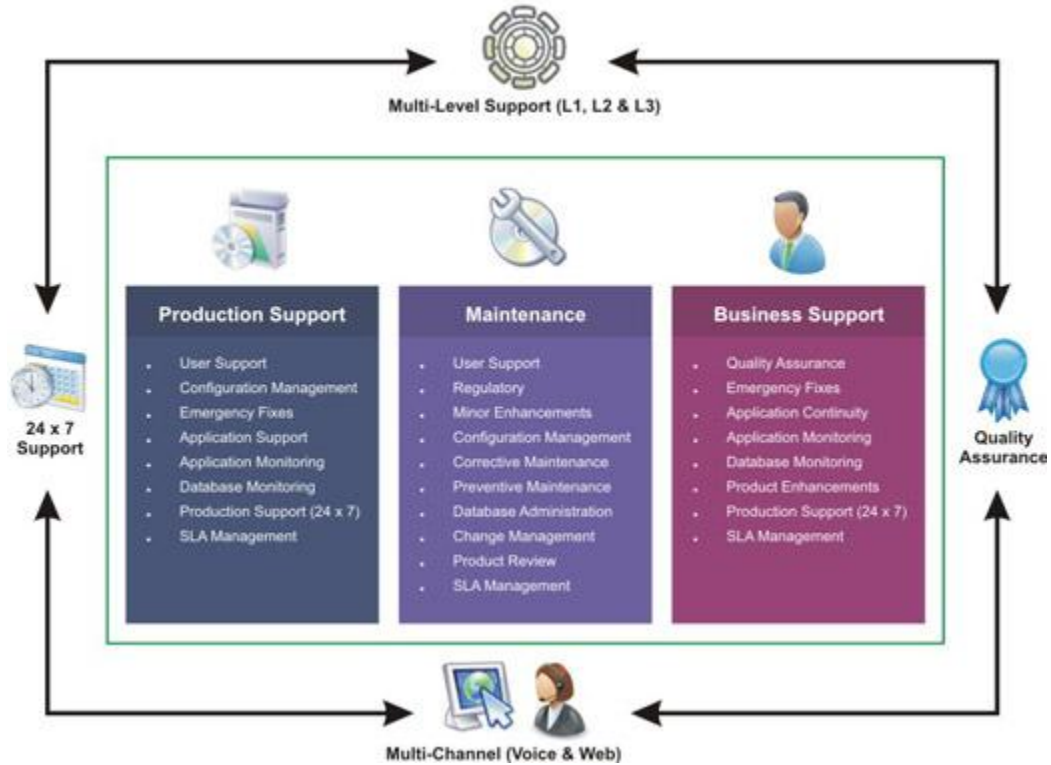 Multi-Level Support (L1, L2 & L3)
Production Support
User Support
Configuration Management
Emergency Fixes
Application Support
Application Monitoring
Database Monitoring
Production Support (24 x 7)
SLA Management
Maintenance
User Support
Regulatory
Minor Enhancements
Configuration Management
Corrective Maintenance
Preventive Maintenance
Database Administration
Change Management
Product Review
SLA Management
Business Support
Quality Assurance
Emergency Fixes
Application Continuity
Application Monitoring
Database Monitoring
Product Enhancements
Production Support (24 x 7)
SLA Management
24 x 7
Support
Quality
Assurance
Multi-Channel (Voice & Web)